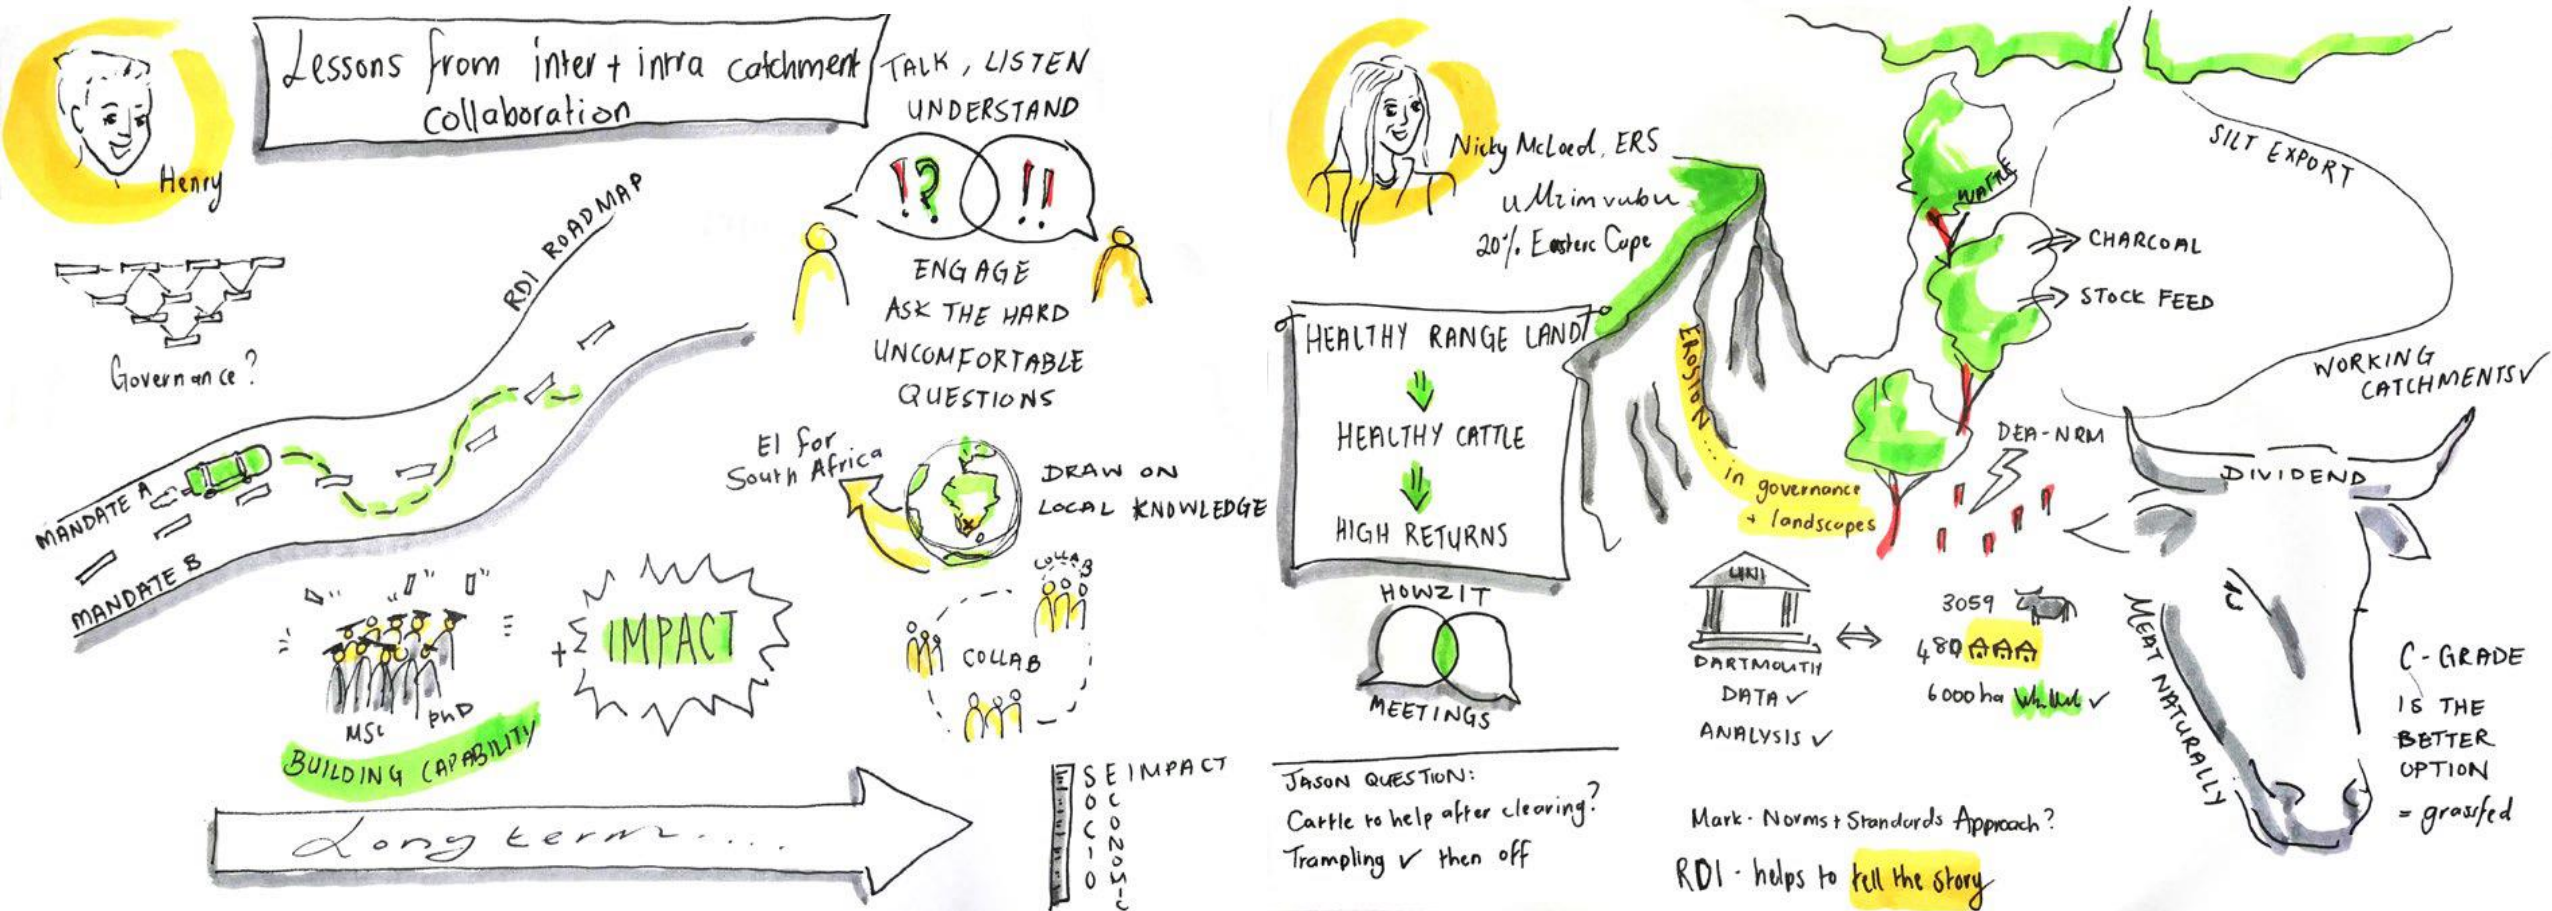 Lessons from inter + intra catchment
collaboration
Henry
TALK, LISTEN
UNDERSTAND
!?
!!
ENGAGE
ASK THE HARD
UNCOMFORTABLE
QUESTIONS
Governance?
RDI ROADMAP
MANDATE A
MANDATE B
EI for
South Africa
DRAW ON
LOCAL KNOWLEDGE
MSc PhD
BUILDING CAPABILITY
+ IMPACT
COLLAB
COLLAB
Long term....
SOCIO
ECONOMIC
IMPACT
Nicky McLoed, ERS
uMzimvubu
20% Eastern Cape
HEALTHY RANGE LAND
HEALTHY CATTLE
HIGH RETURNS
EROSION... in governance
+ landscapes
WATTLE
CHARCOAL
STOCK FEED
SILT EXPORT
WORKING
CATCHMENTS ✓
DEA-NRM
DIVIDEND
HOWZIT
MEETINGS
UNI
DARTMOUTH
DATA ✓
ANALYSIS ✓
3059
480
6000ha ✓
MEAT NATURALLY
C-GRADE
IS THE
BETTER
OPTION
= grassfed
JASON QUESTION:
Cattle to help after clearing?
Trampling ✓ then off
Mark - Norms + Standards Approach?
RDI - helps to tell the story